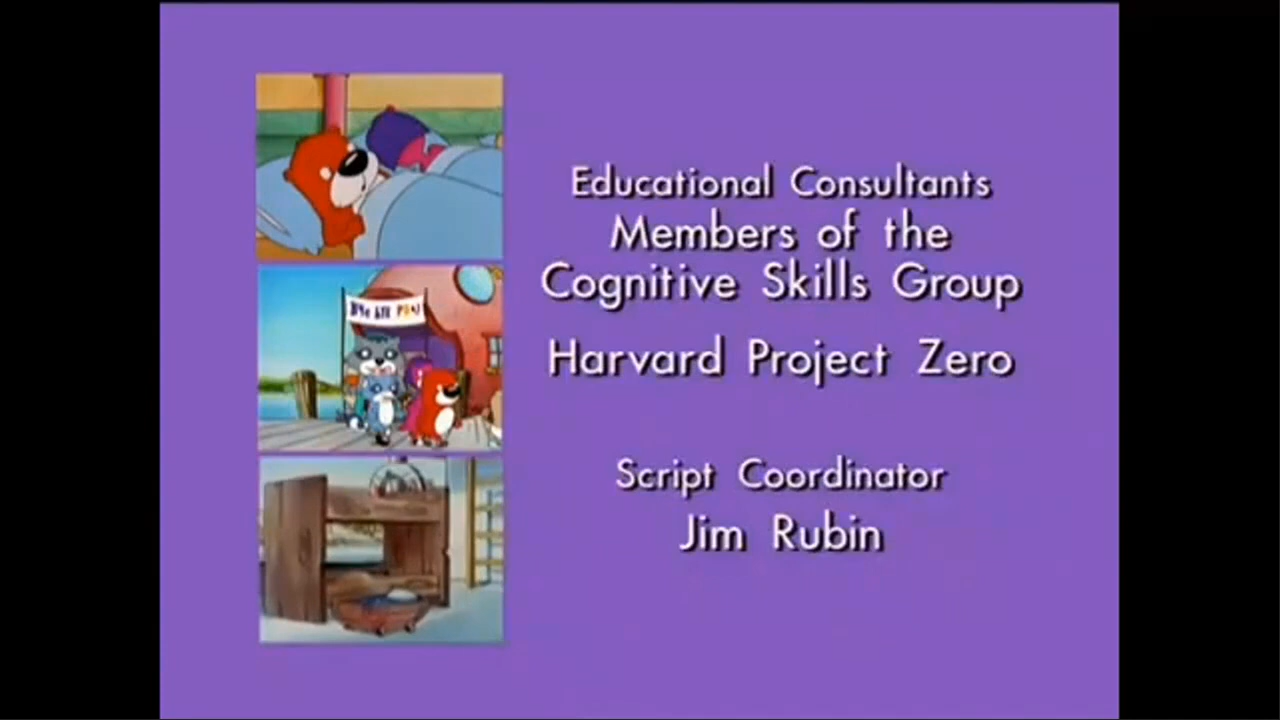 Educational Consultants
Members of the
Cognitive Skills Group
Harvard Project Zero
Script Coordinator
Jim Rubin